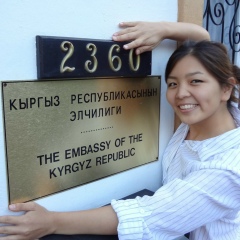 2360
КЫРГЫЗ РЕСПУБЛИКАСЫНЫН
ЭЛЧИЛИГИ
THE EMBASSY OF THE
KYRGYZ REPUBLIC